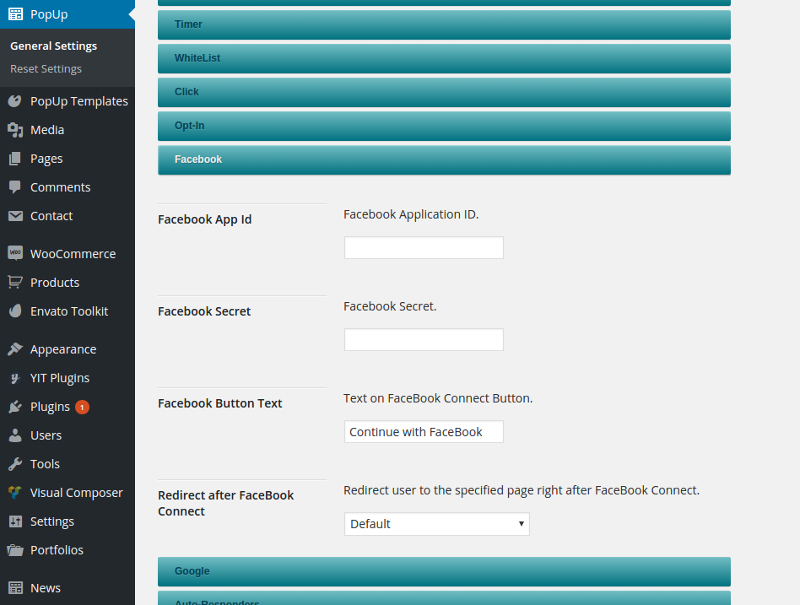 PopUp
General Settings
Reset Settings
PopUp Templates
Media
Pages
Comments
Contact
WooCommerce
Products
Envato Toolkit
Appearance
YIT Plugins
Plugins 1
Users
Tools
Visual Composer
Settings
Portfolios
News
Timer
WhiteList
Click
Opt-In
Facebook
Facebook App Id
Facebook Application ID.
Facebook Secret
Facebook Secret.
Facebook Button Text
Text on FaceBook Connect Button.
Continue with FaceBook
Redirect after FaceBook
Connect
Redirect user to the specified page right after FaceBook Connect.
Default
Google
Auto-Responders